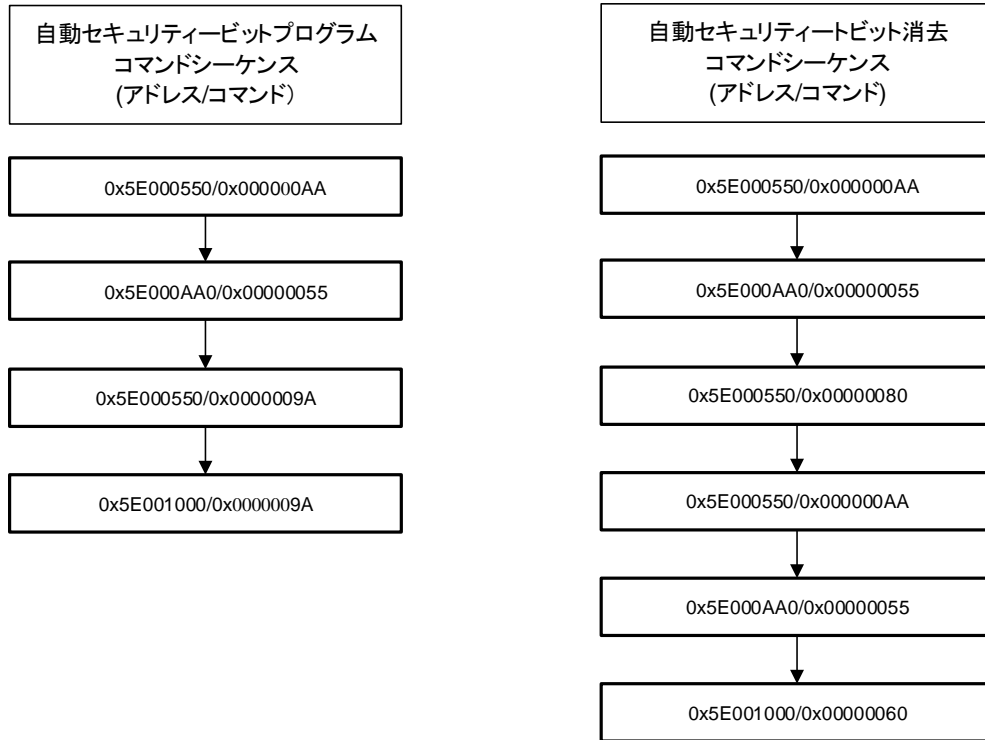 自動セキュリティービットプログラム
コマンドシーケンス
(アドレス/コマンド）
0x5E000550/0x000000AA
0x5E000AA0/0x00000055
0x5E000550/0x0000009A
0x5E001000/0x0000009A
自動セキュリティートビット消去
コマンドシーケンス
(アドレス/コマンド)
0x5E000550/0x000000AA
0x5E000AA0/0x00000055
0x5E000550/0x00000080
0x5E000550/0x000000AA
0x5E000AA0/0x00000055
0x5E001000/0x00000060